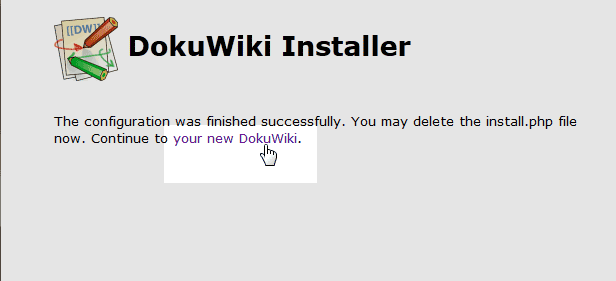 [[DW]]
DokuWiki Installer
The configuration was finished successfully. You may delete the install.php file
now. Continue to your new DokuWiki.